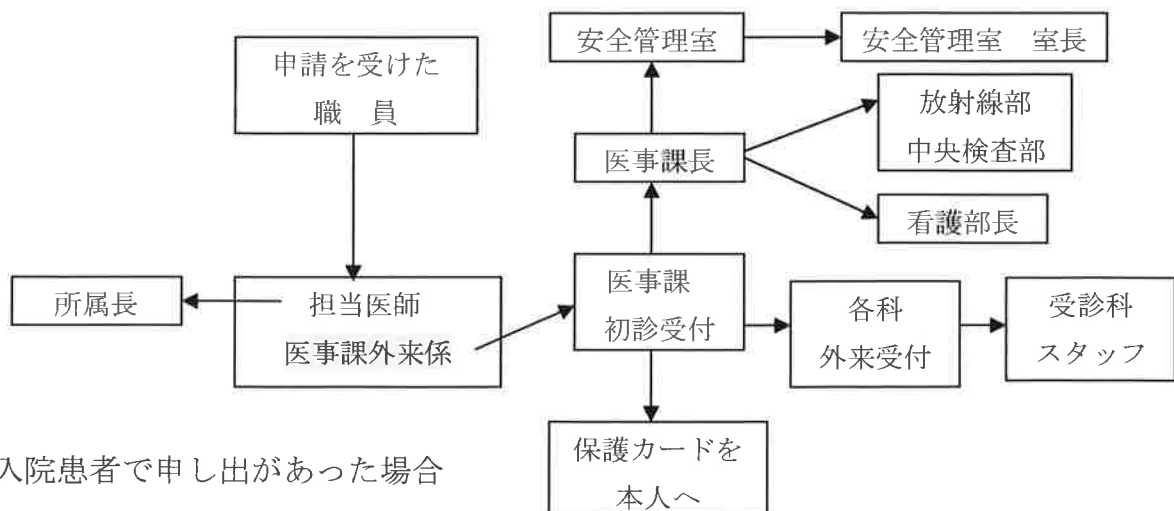 安全管理室
安全管理室　室長
申請を受けた
職　員
放射線部
中央検査部
医事課長
看護部長
所属長
担当医師
医事課外来係
医事課
初診受付
各科
外来受付
受診科
スタッフ
保護カードを
本人へ
入院患者で申し出があった場合